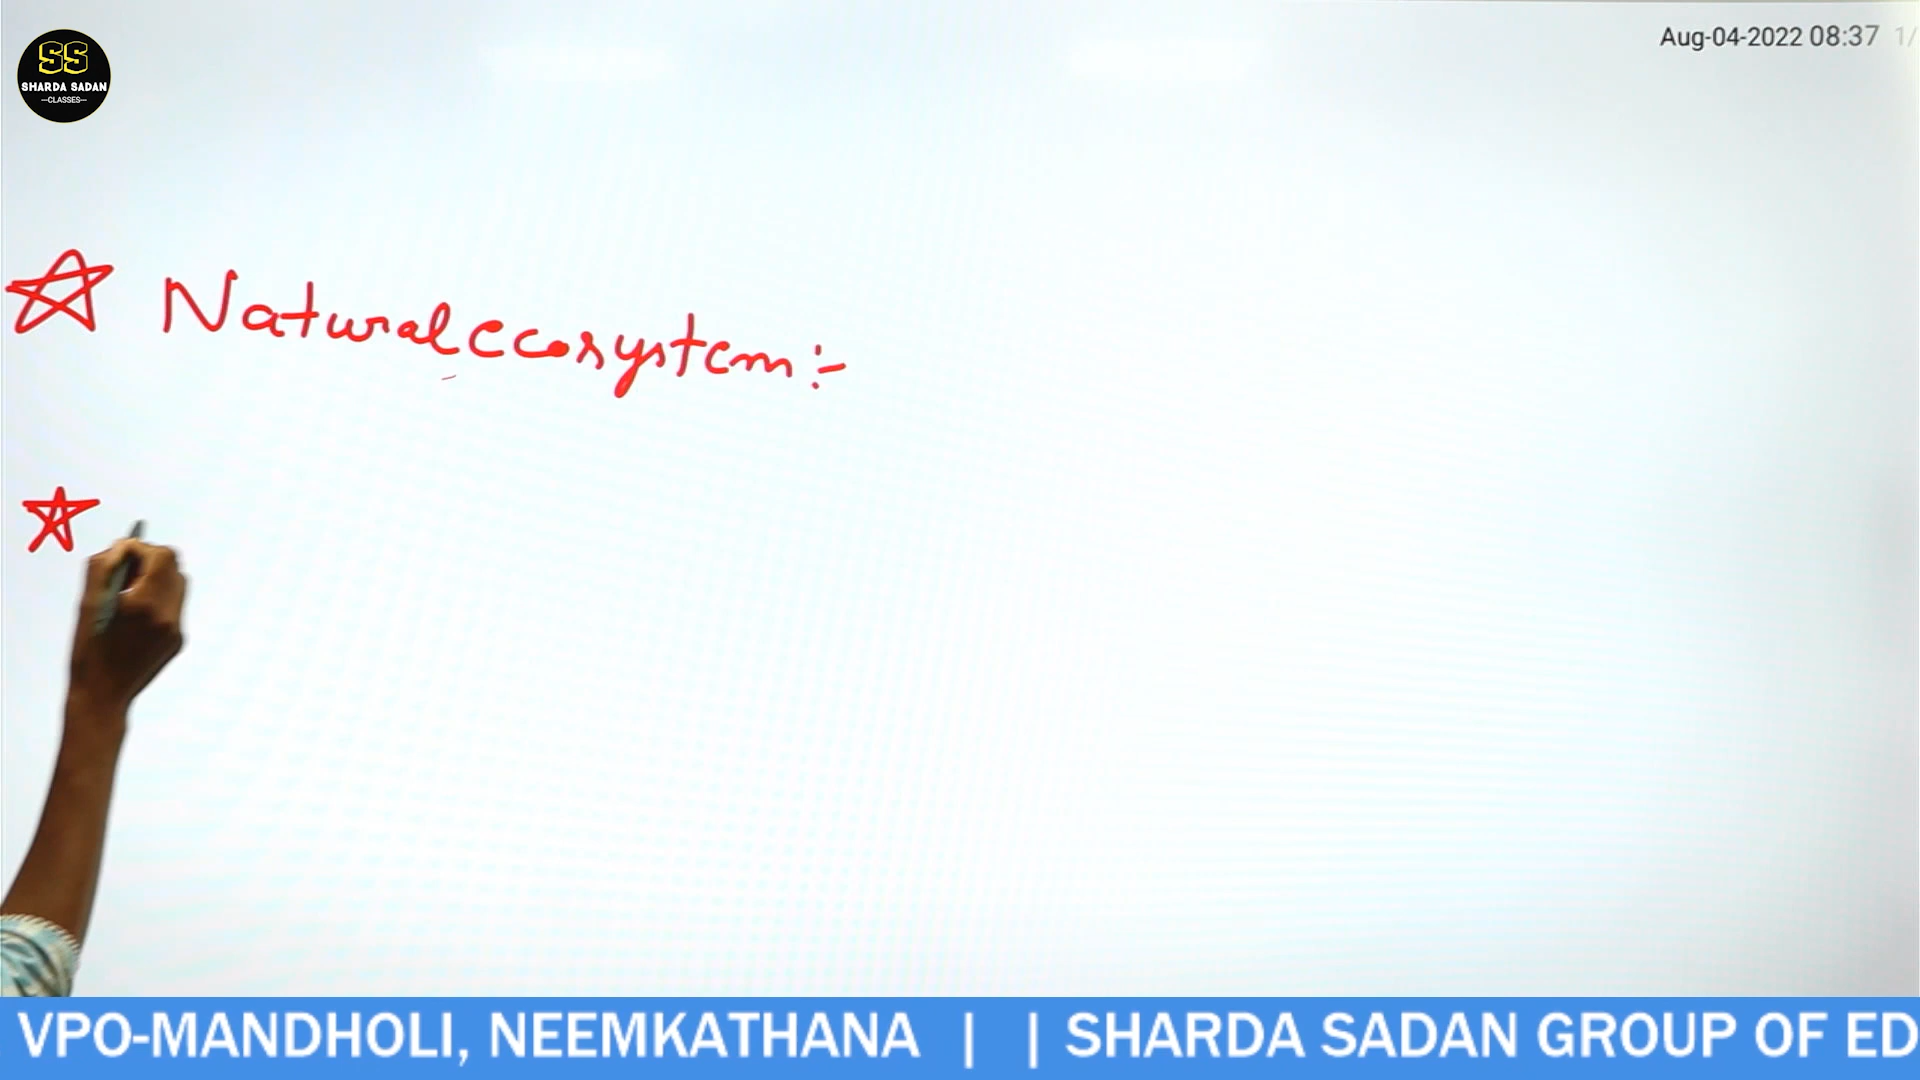 SS
SHARDA SADAN
—CLASSES—
Aug-04-2022 08:37 1/
☆ Natural ecosystem :-
☆
VPO-MANDHOLI, NEEMKATHANA | | SHARDA SADAN GROUP OF ED